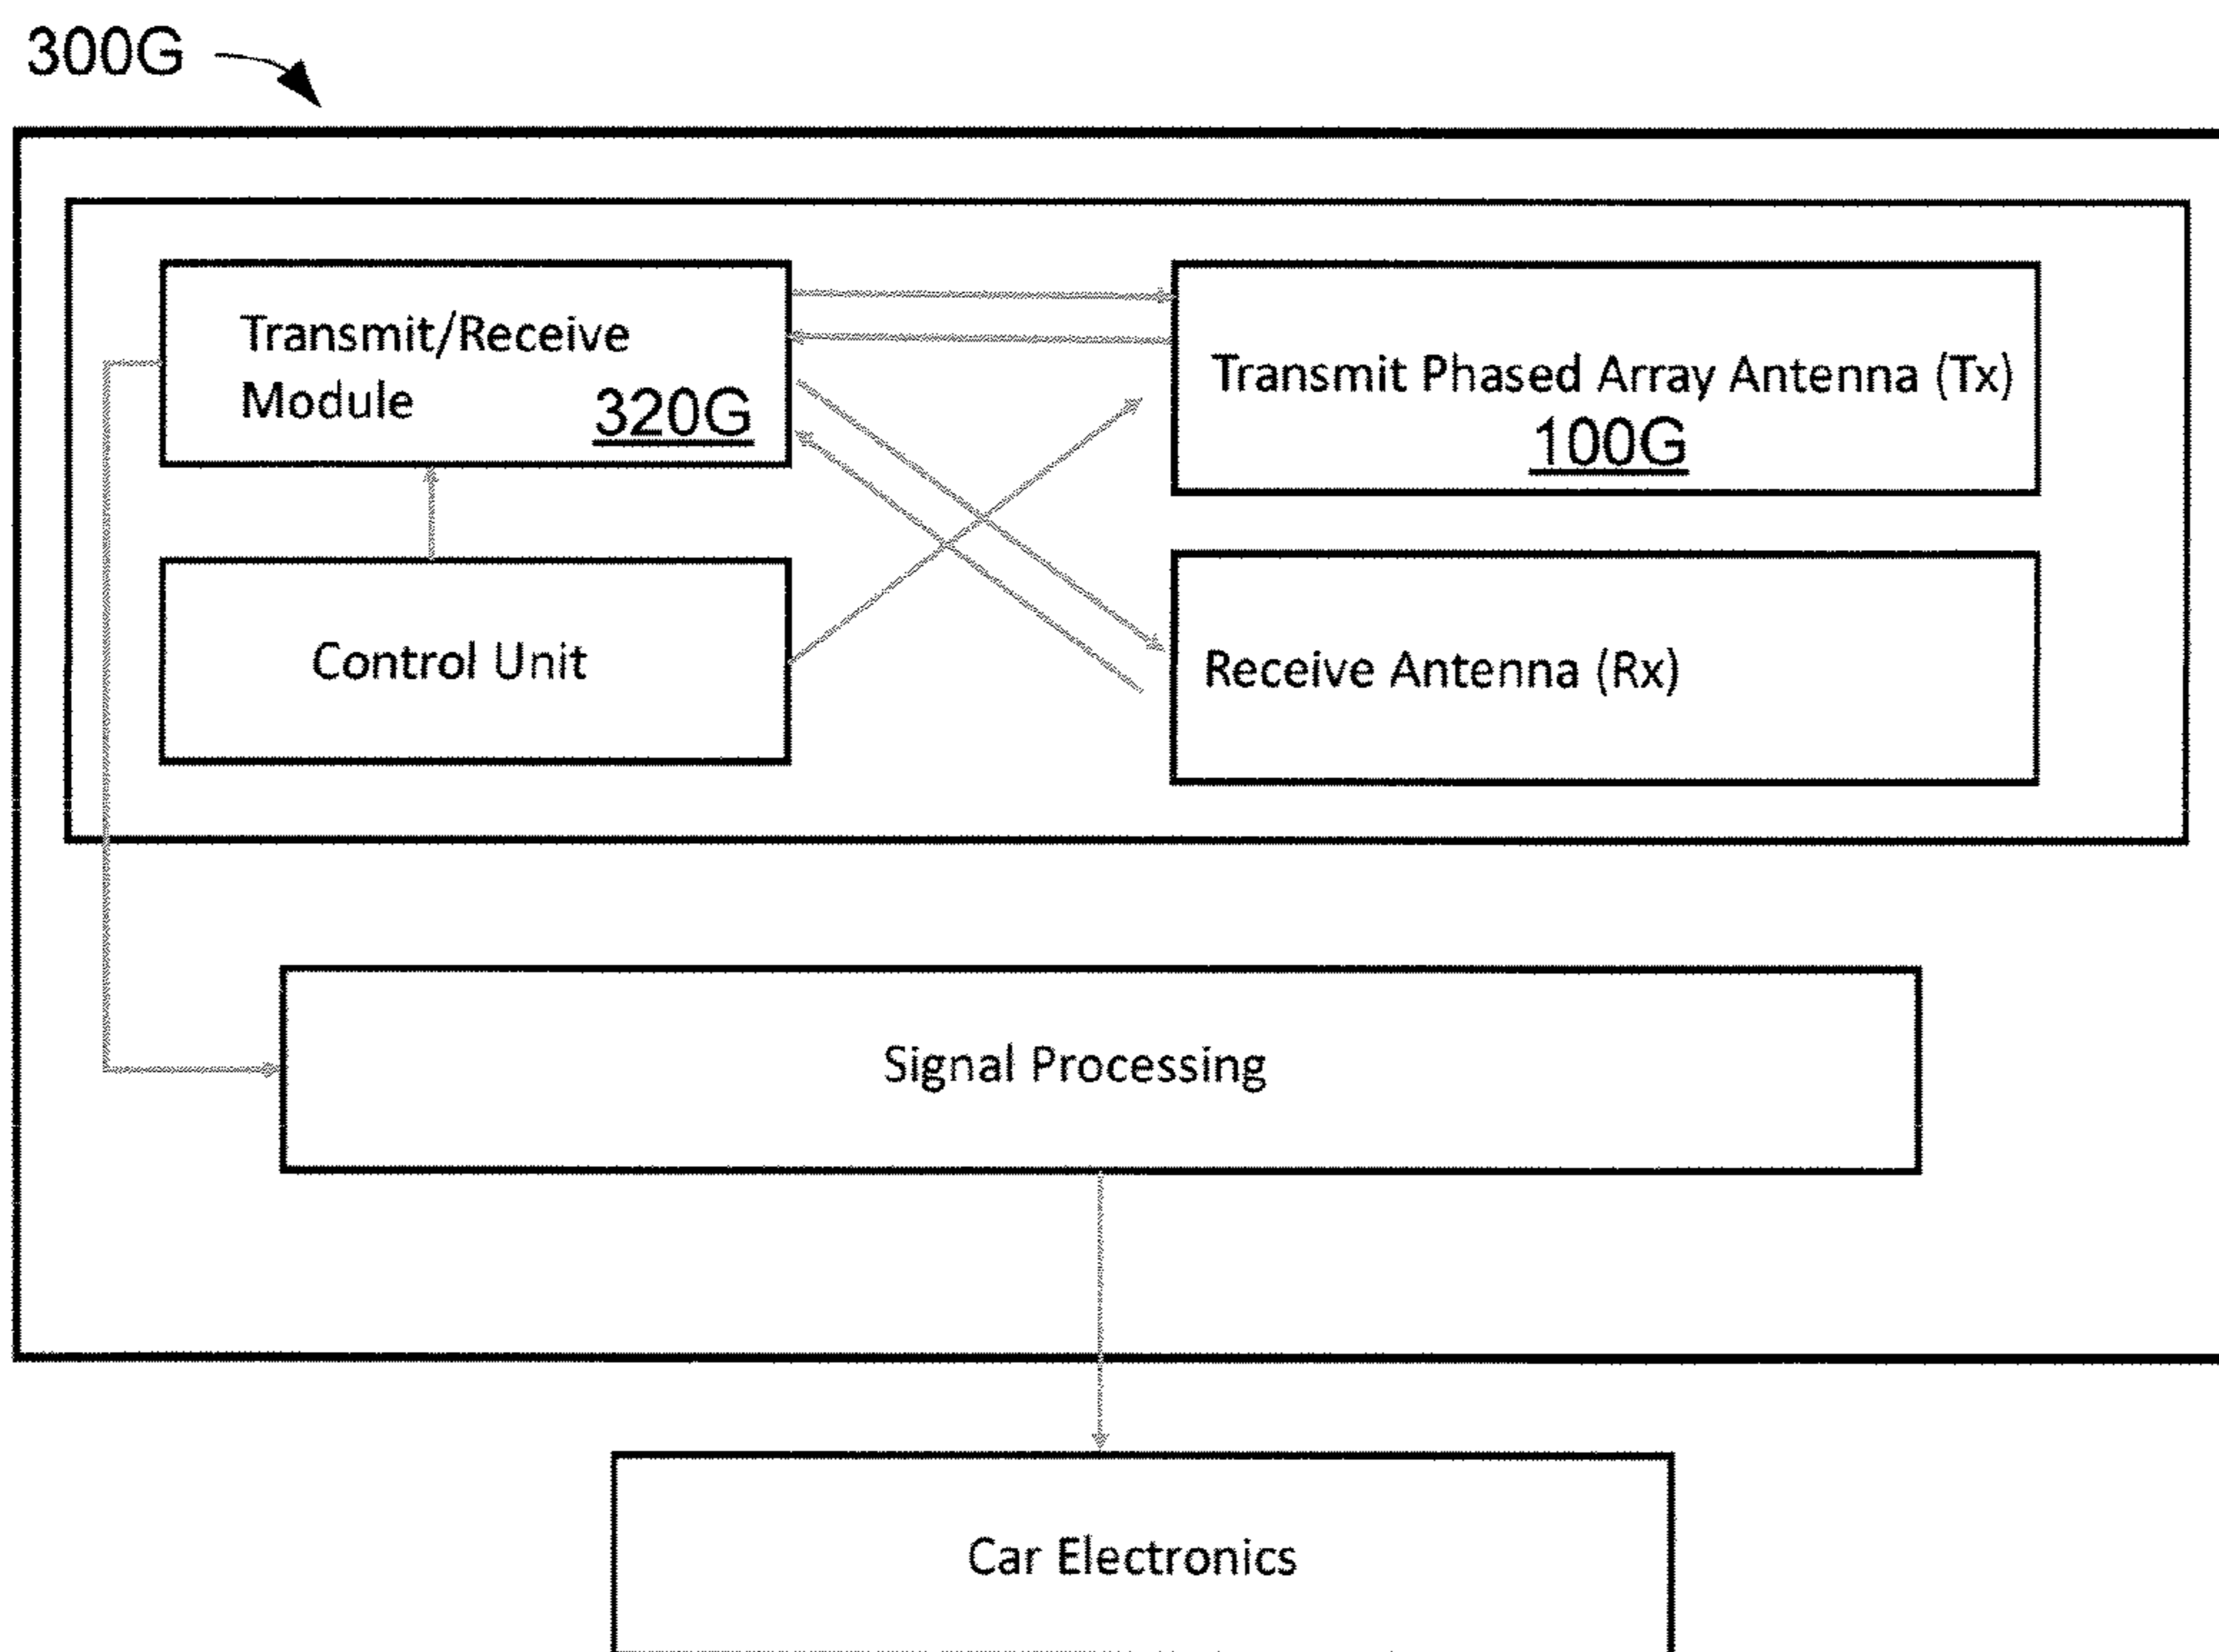 300G
Transmit/Receive
Module
320G
Transmit Phased Array Antenna (Tx)
100G
Control Unit
Receive Antenna (Rx)
Signal Processing
Car Electronics